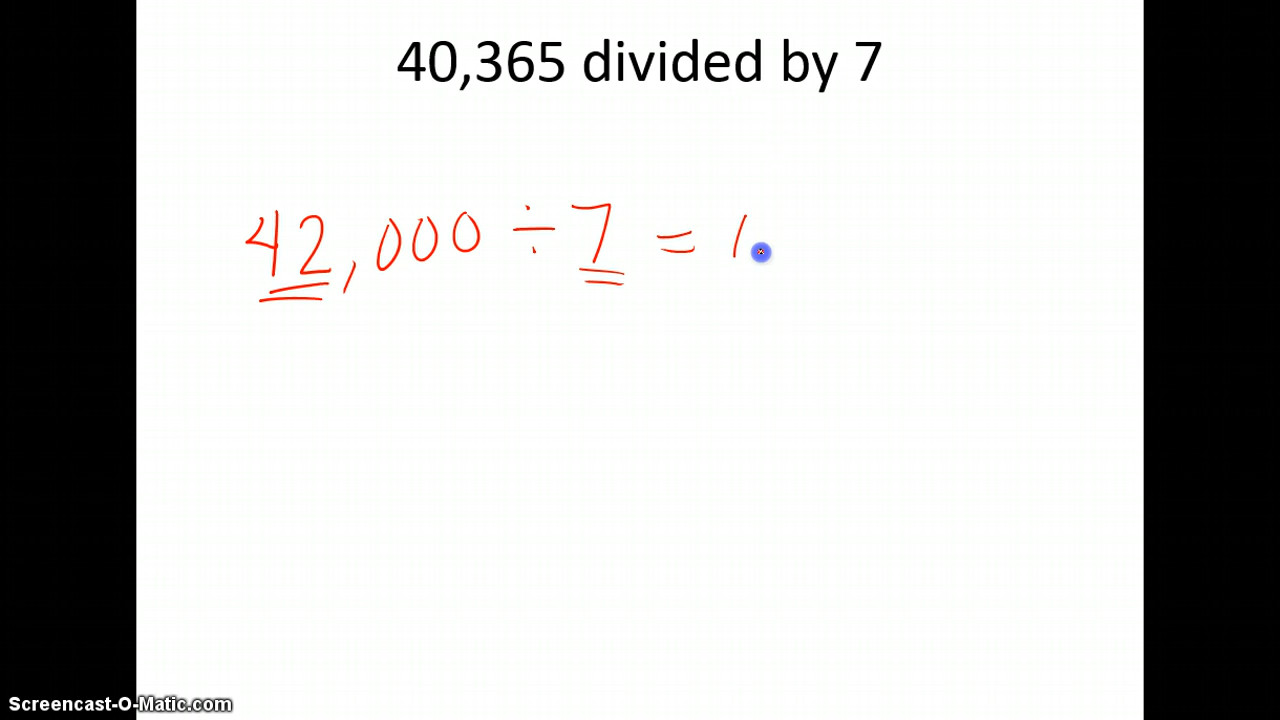 40,365 divided by 7
42,000 ÷ 7 =
Screencast-O-Matic.com